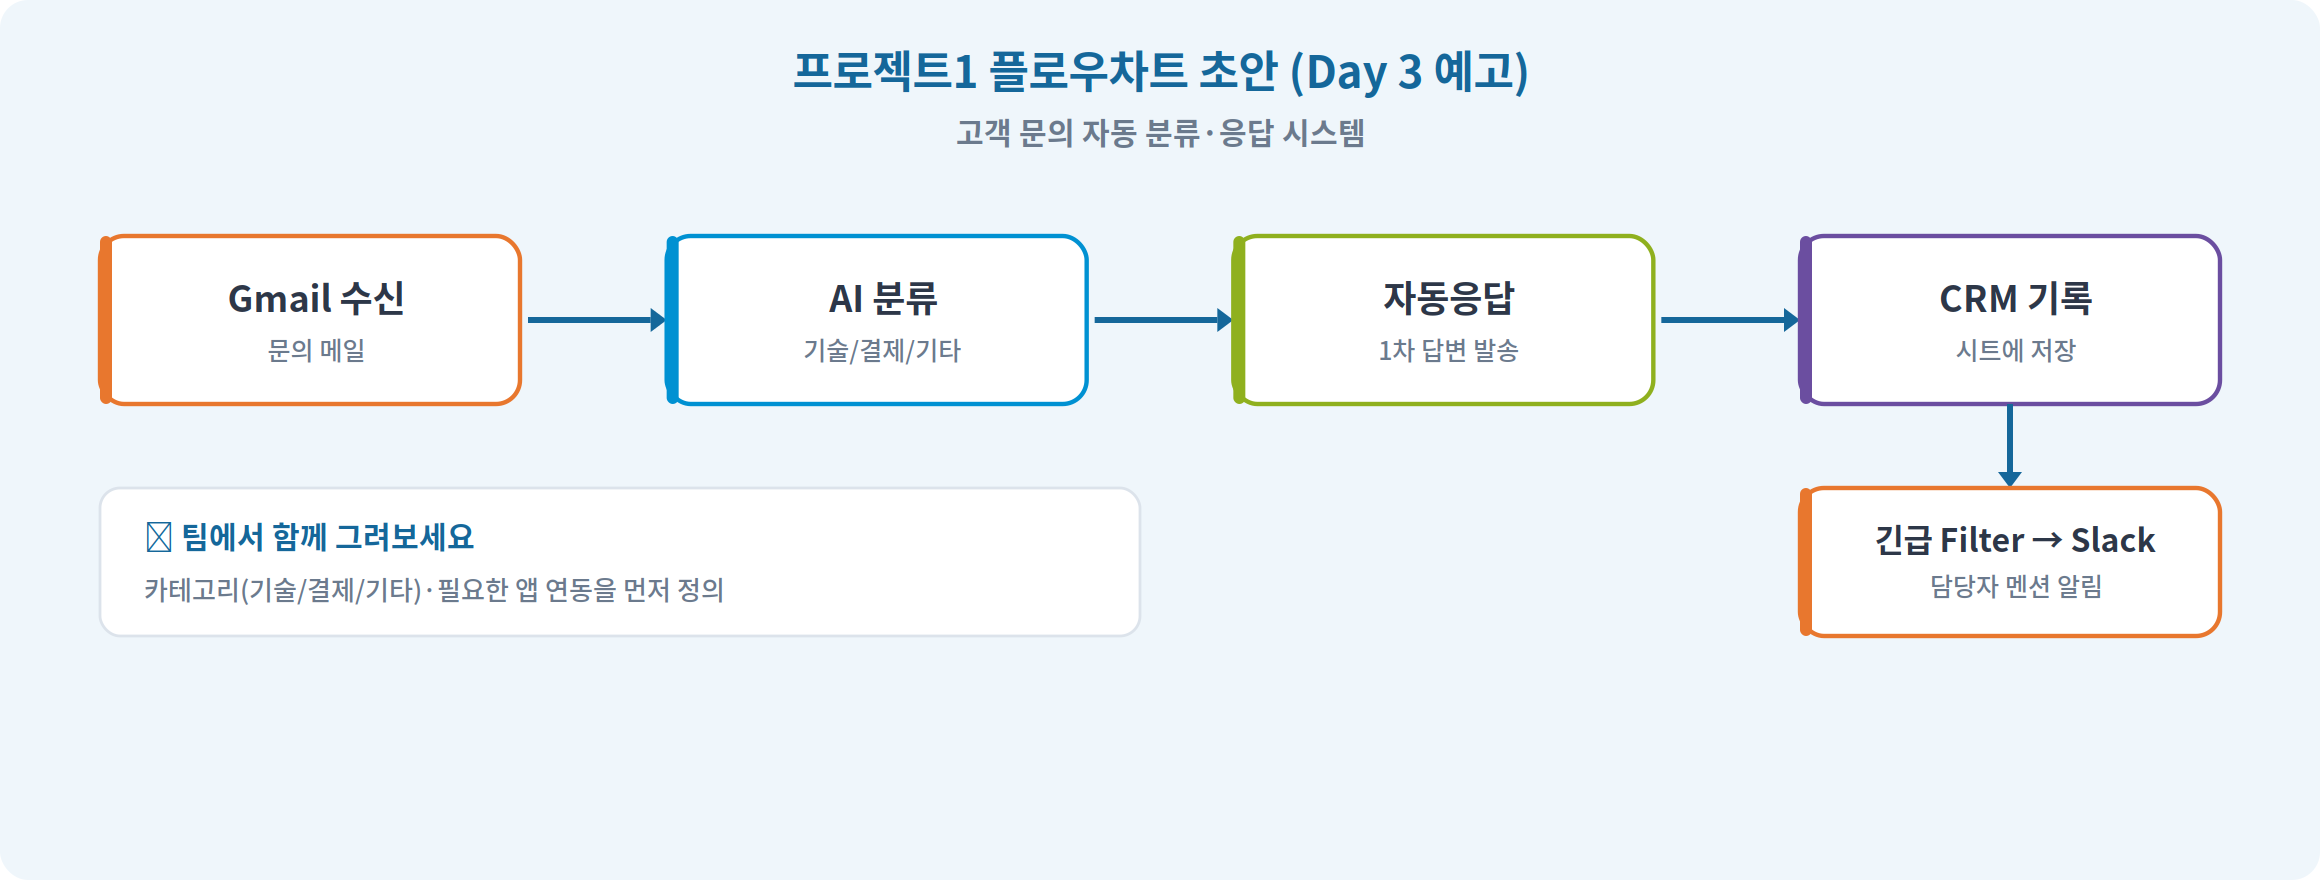 프로젝트1 플로우차트 초안 (Day 3 예고)
고객 문의 자동 분류·응답 시스템
Gmail 수신
문의 메일
AI 분류
기술/결제/기타
자동응답
1차 답변 발송
CRM 기록
시트에 저장
팀에서 함께 그려보세요
카테고리(기술/결제/기타)·필요한 앱 연동을 먼저 정의
긴급 Filter → Slack
담당자 멘션 알림